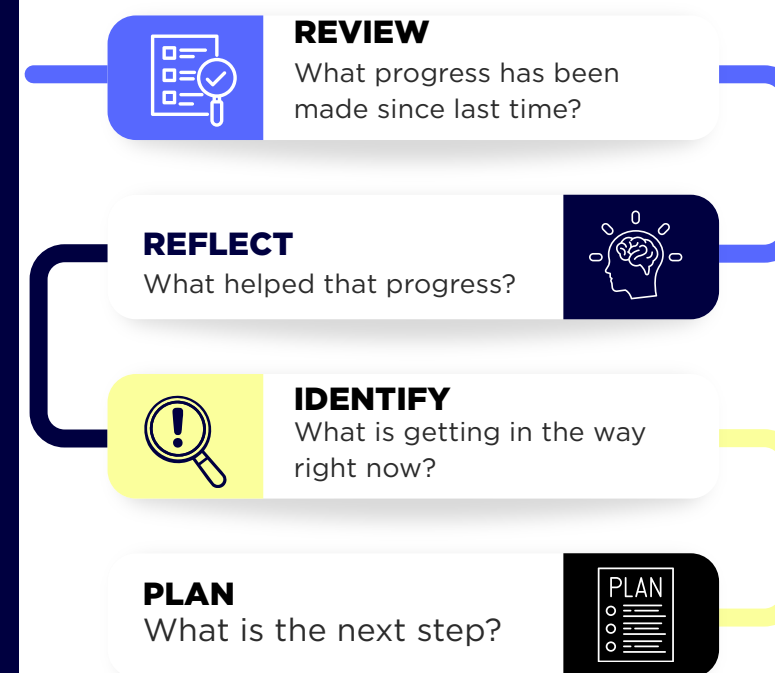 REVIEW
What progress has been
made since last time?
REFLECT
What helped that progress?
IDENTIFY
What is getting in the way
right now?
PLAN
What is the next step?
PLAN